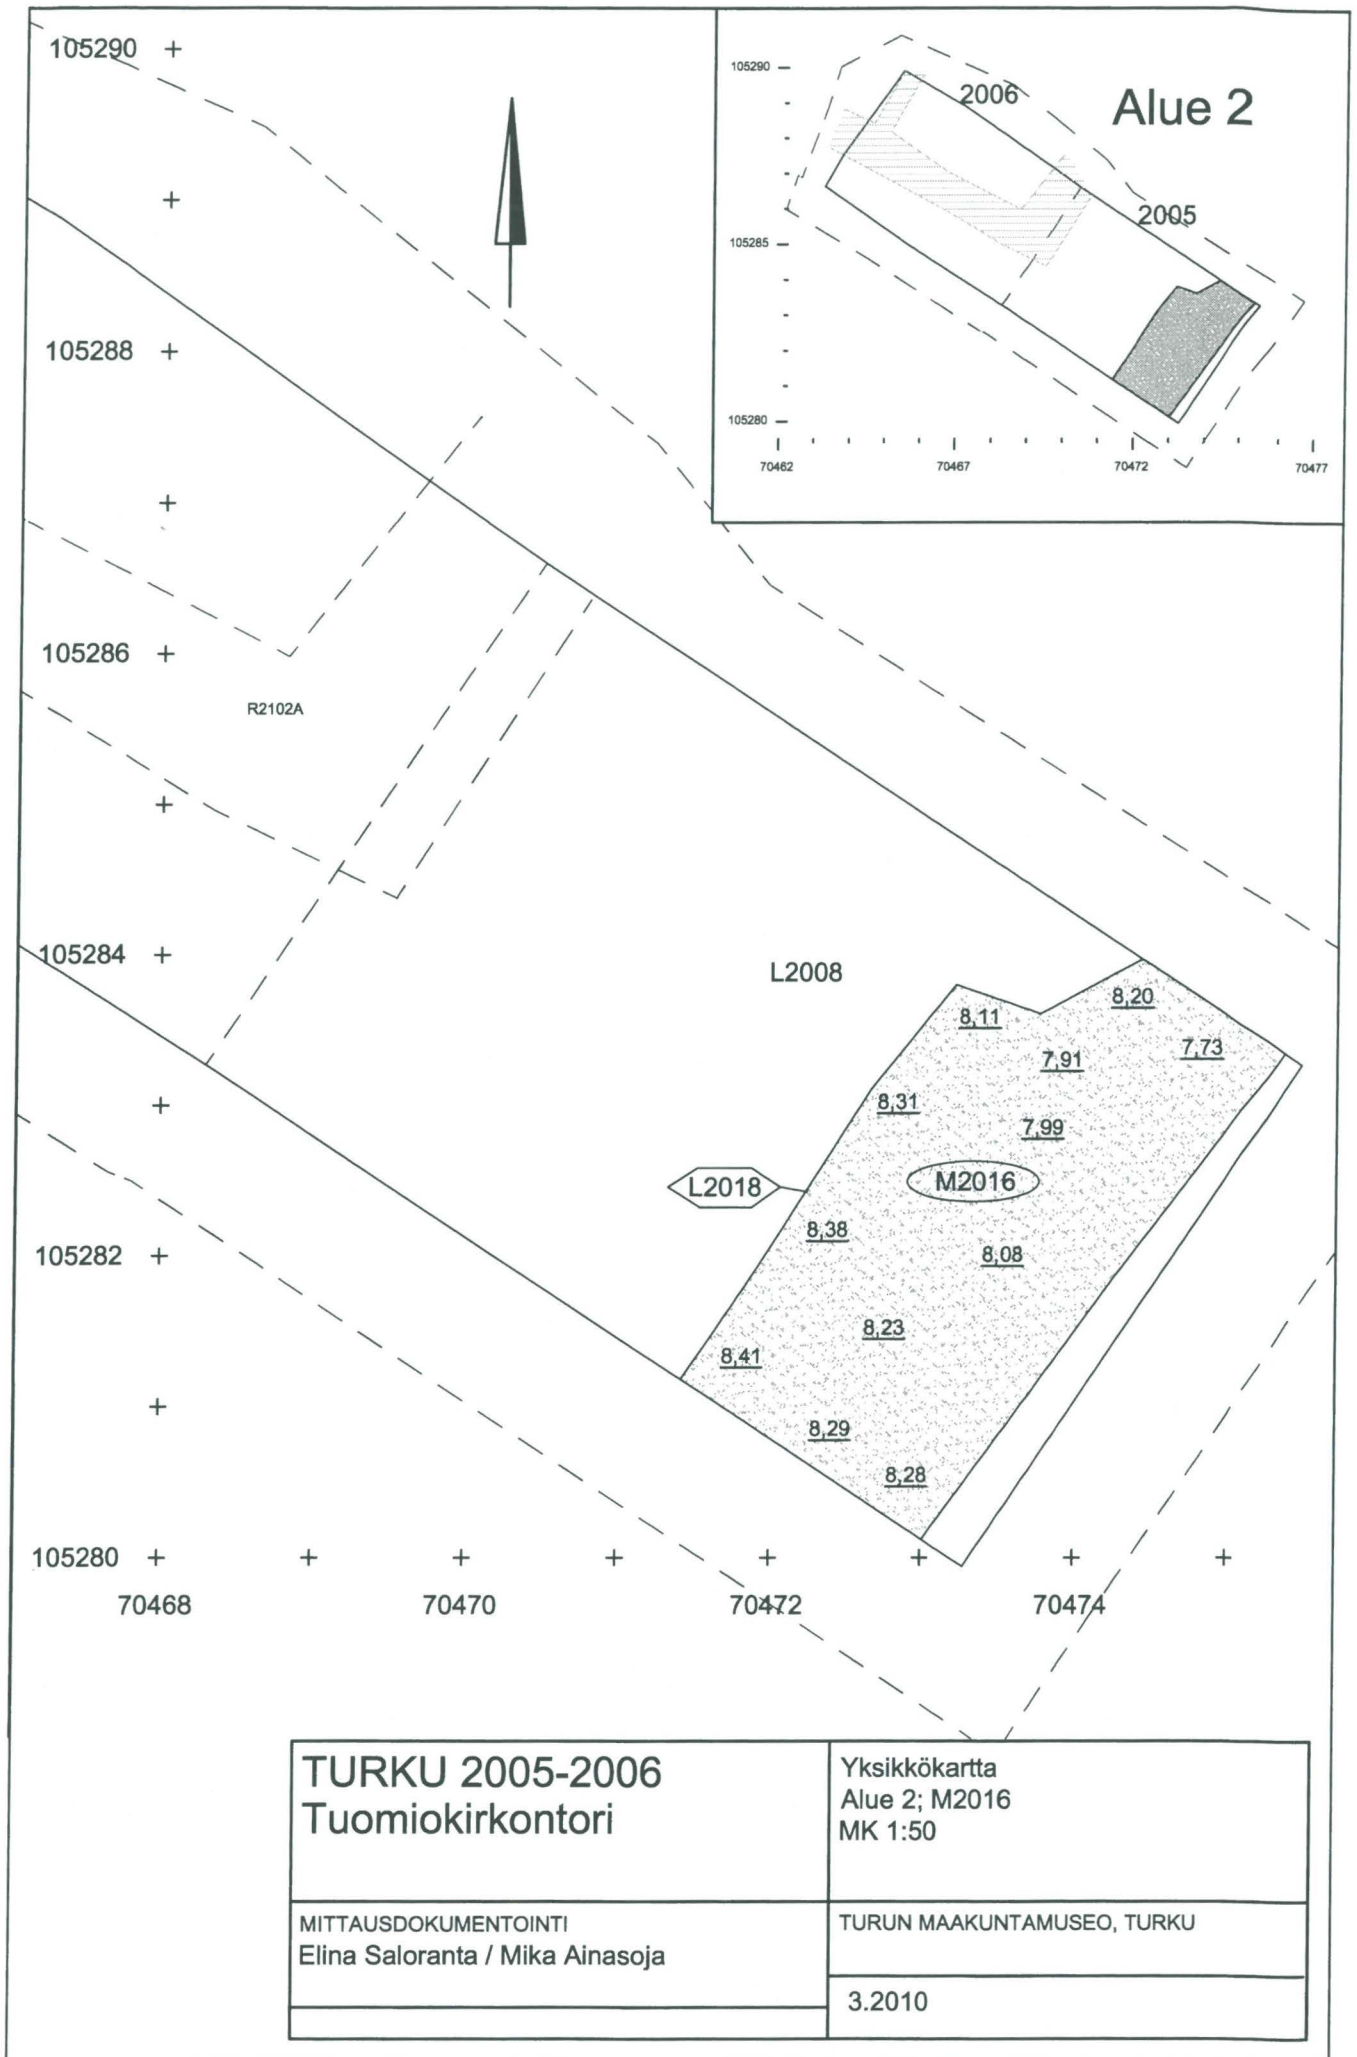 105290
105288
105286
105284
105282
105280
70468 70470 70472 70474
105290
105285
105280
70462 70467 70472 70477
2006
2005
Alue 2
R2102A
L2008
8,20
8,11
7,73
7,91
8,31
7,99
L2018
M2016
8,38
8,08
8,23
8,41
8,29
8,28
TURKU 2005-2006
Tuomiokirkontori
Yksikkökartta
Alue 2; M2016
MK 1:50
MITTAUSDOKUMENTOINTI
Elina Saloranta / Mika Ainasoja
TURUN MAAKUNTAMUSEO, TURKU
3.2010